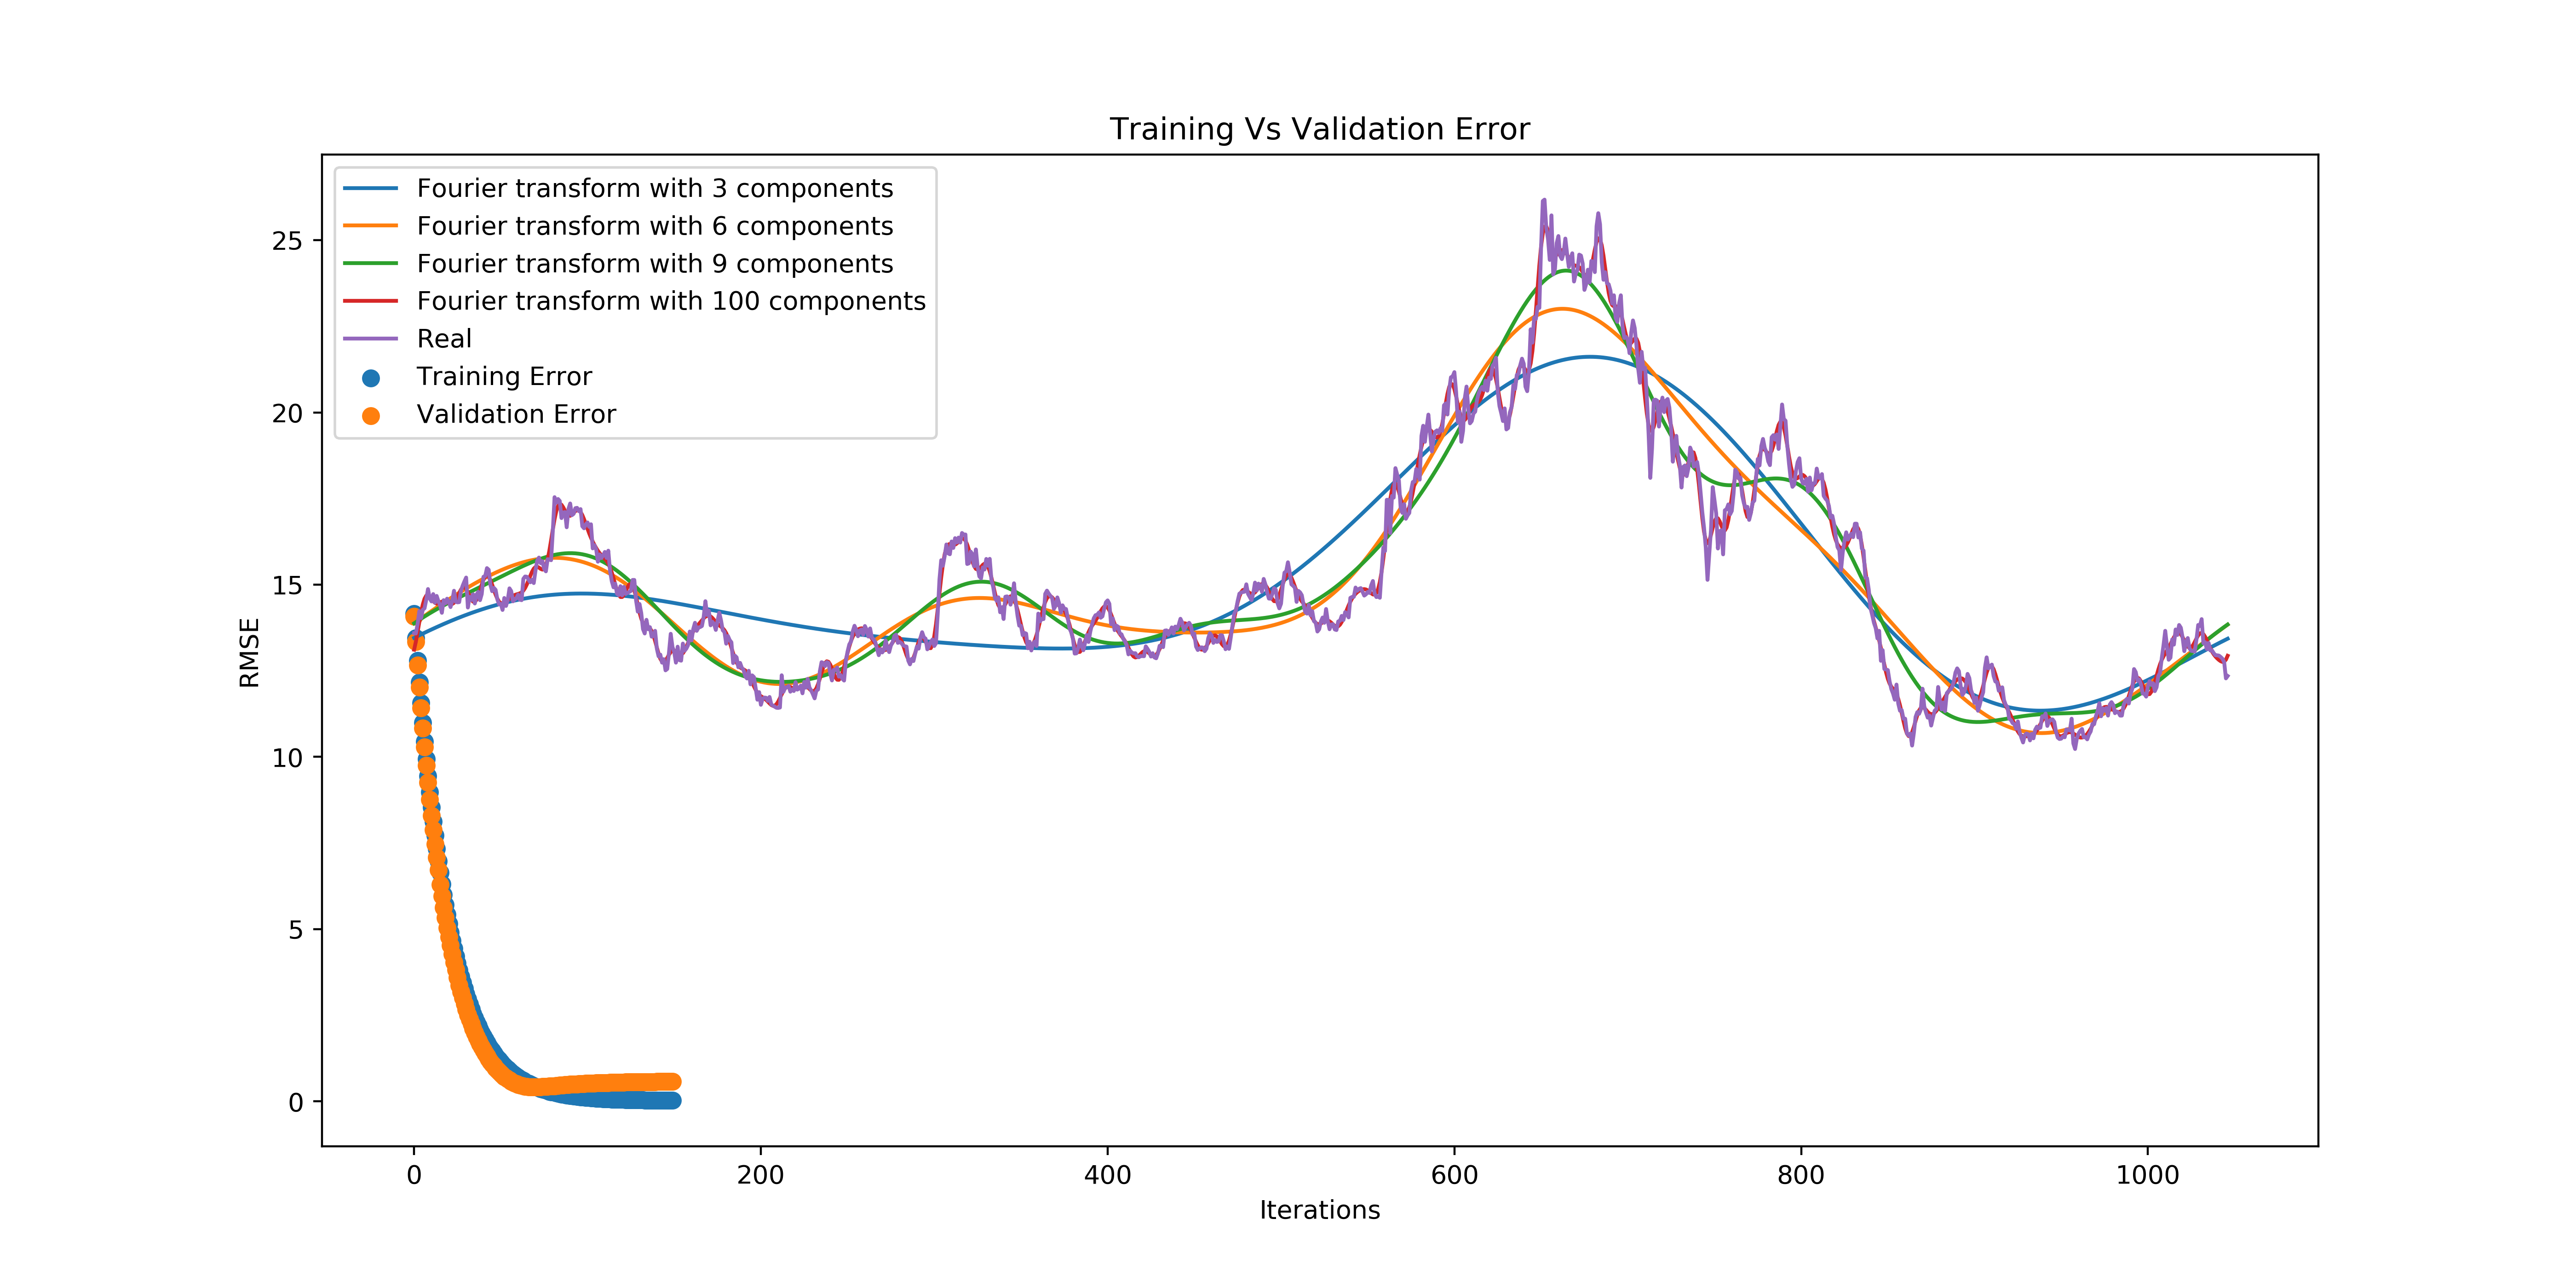 Training Vs Validation Error
Fourier transform with 3 components
Fourier transform with 6 components
Fourier transform with 9 components
Fourier transform with 100 components
Real
Training Error
Validation Error
RMSE
25
20
15
10
5
0
0 200 400 600 800 1000
Iterations